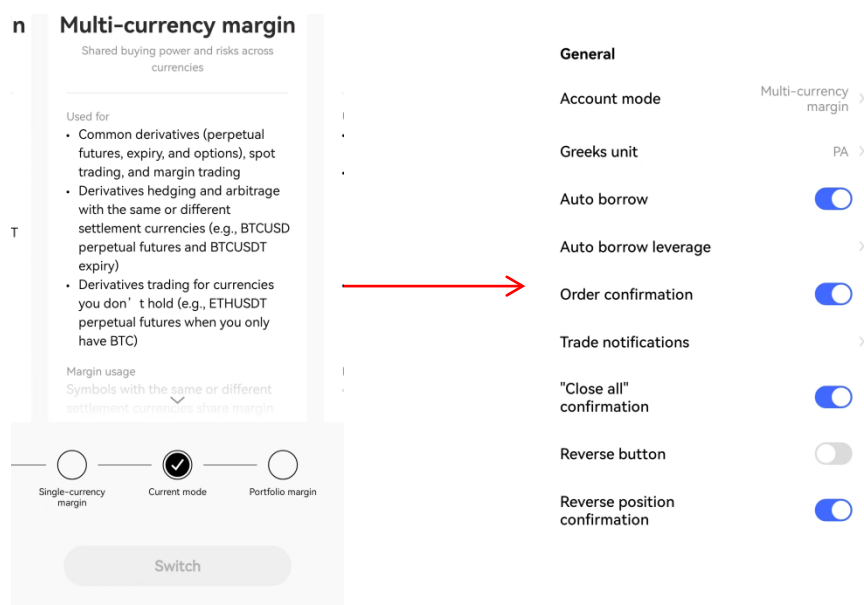 n
Multi-currency margin
Shared buying power and risks across
currencies
Used for
• Common derivatives (perpetual
futures, expiry, and options), spot
trading, and margin trading
• Derivatives hedging and arbitrage
with the same or different
settlement currencies (e.g., BTCUSD
perpetual futures and BTCUSDT
expiry)
• Derivatives trading for currencies
you don't hold (e.g., ETHUSDT
perpetual futures when you only
have BTC)
Margin usage
Symbols with the same or different
settlement currencies share margin
T
Single-currency
margin
Current mode
Portfolio margin
Switch
General
Account mode
Multi-currency
margin
Greeks unit
PA
Auto borrow
Auto borrow leverage
Order confirmation
Trade notifications
"Close all"
confirmation
Reverse button
Reverse position
confirmation